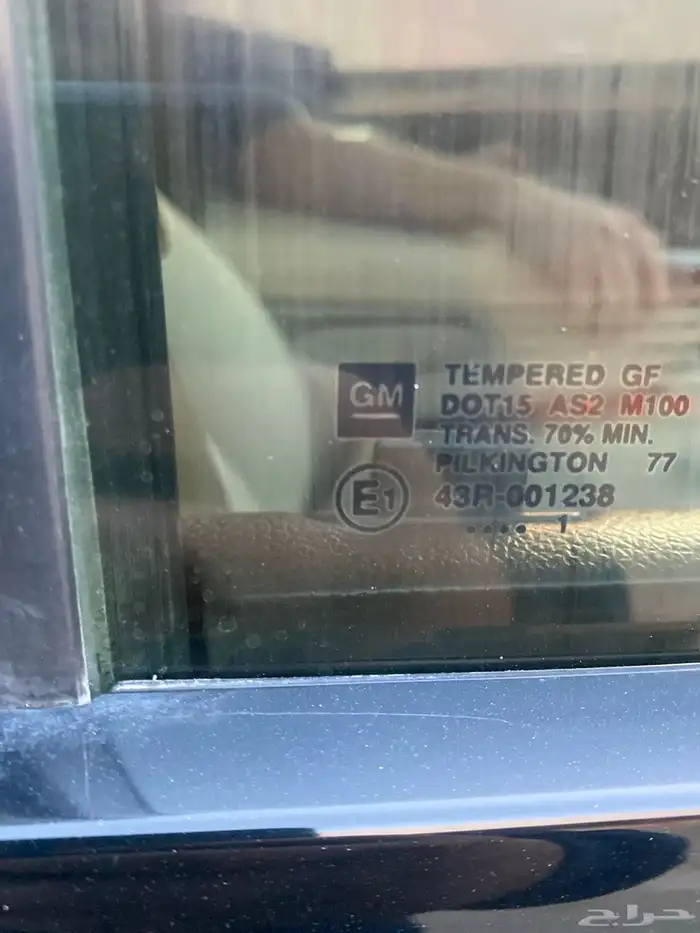 GM
TEMPERED GF
DOT15 AS2 M100
TRANS. 70% MIN.
PILKINGTON 77
E1
43R-001238
.... 1
حراج